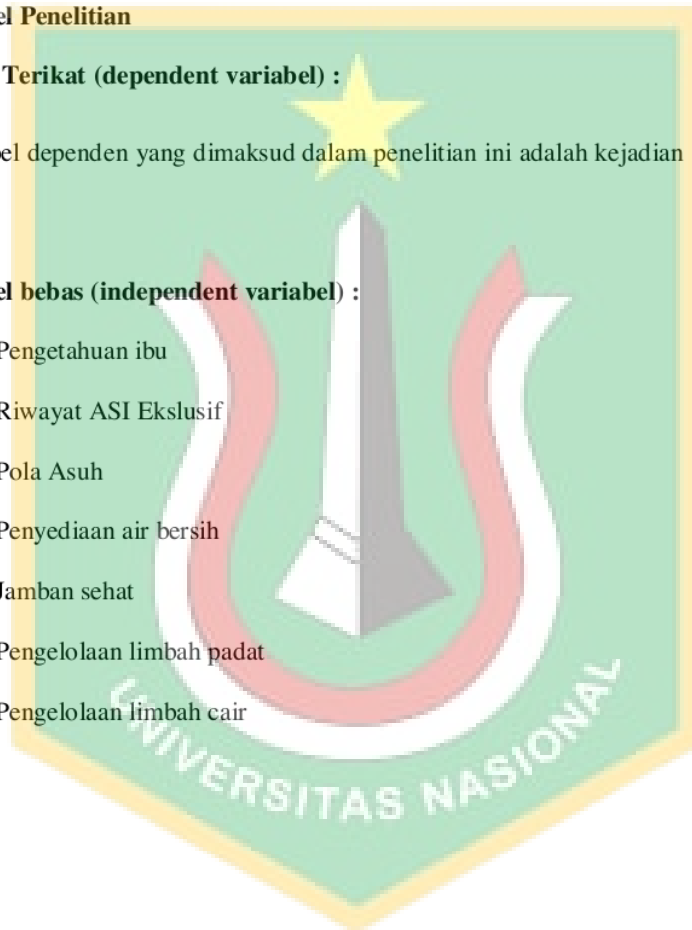 el Penelitian
Terikat (dependent variabel) :
el dependen yang dimaksud dalam penelitian ini adalah kejadian
el bebas (independent variabel) :
Pengetahuan ibu
Riwayat ASI Ekslusif
Pola Asuh
Penyediaan air bersih
Jamban sehat
Pengelolaan limbah padat
Pengelolaan limbah cair
UNIVERSITAS NASIONAL